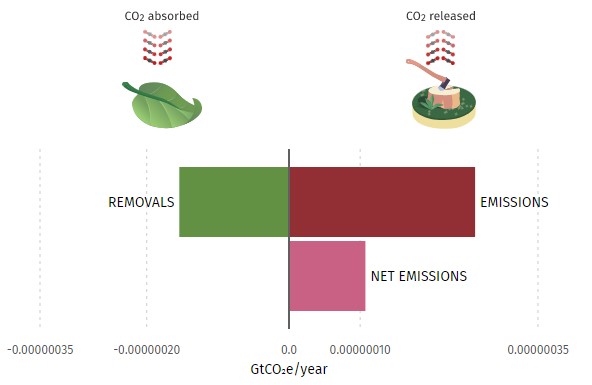 CO₂ absorbed
CO₂ released
REMOVALS
EMISSIONS
NET EMISSIONS
-0.00000035
-0.00000020
0.0
0.00000010
0.00000035
GtCO₂e/year